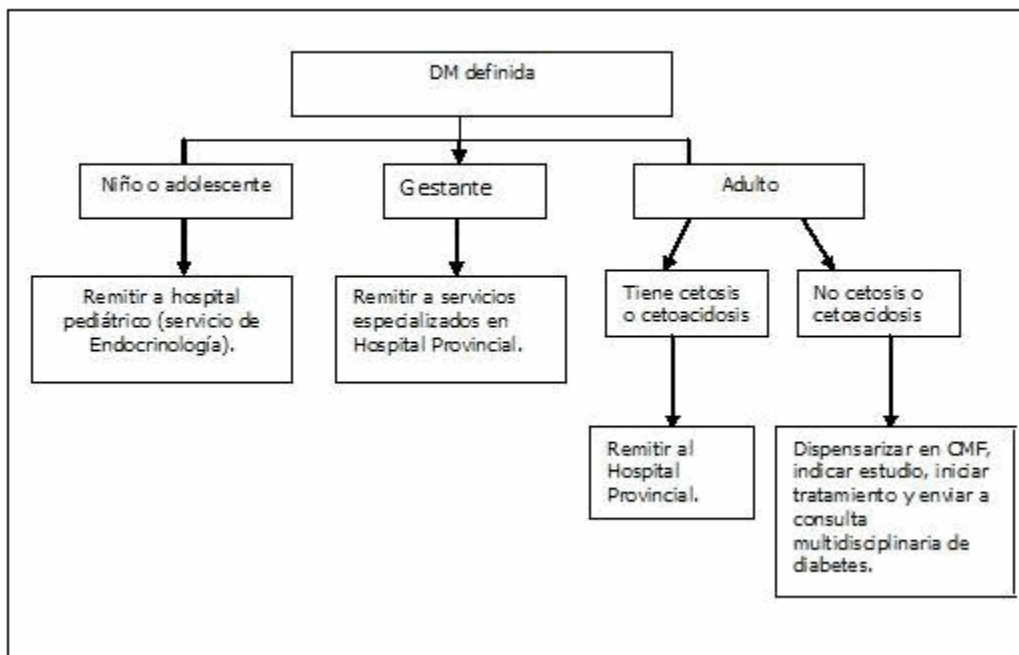 DM definida
Niño o adolescente
Gestante
Adulto
Remitir a hospital
pediátrico (servicio de
Endocrinología).
Remitir a servicios
especializados en
Hospital Provincial.
Tiene cetosis
o cetoacidosis
No cetosis o
cetoacidosis
Remitir al
Hospital
Provincial.
Dispensarizar en CMF,
indicar estudio, iniciar
tratamiento y enviar a
consulta
multidisciplinaria de
diabetes.